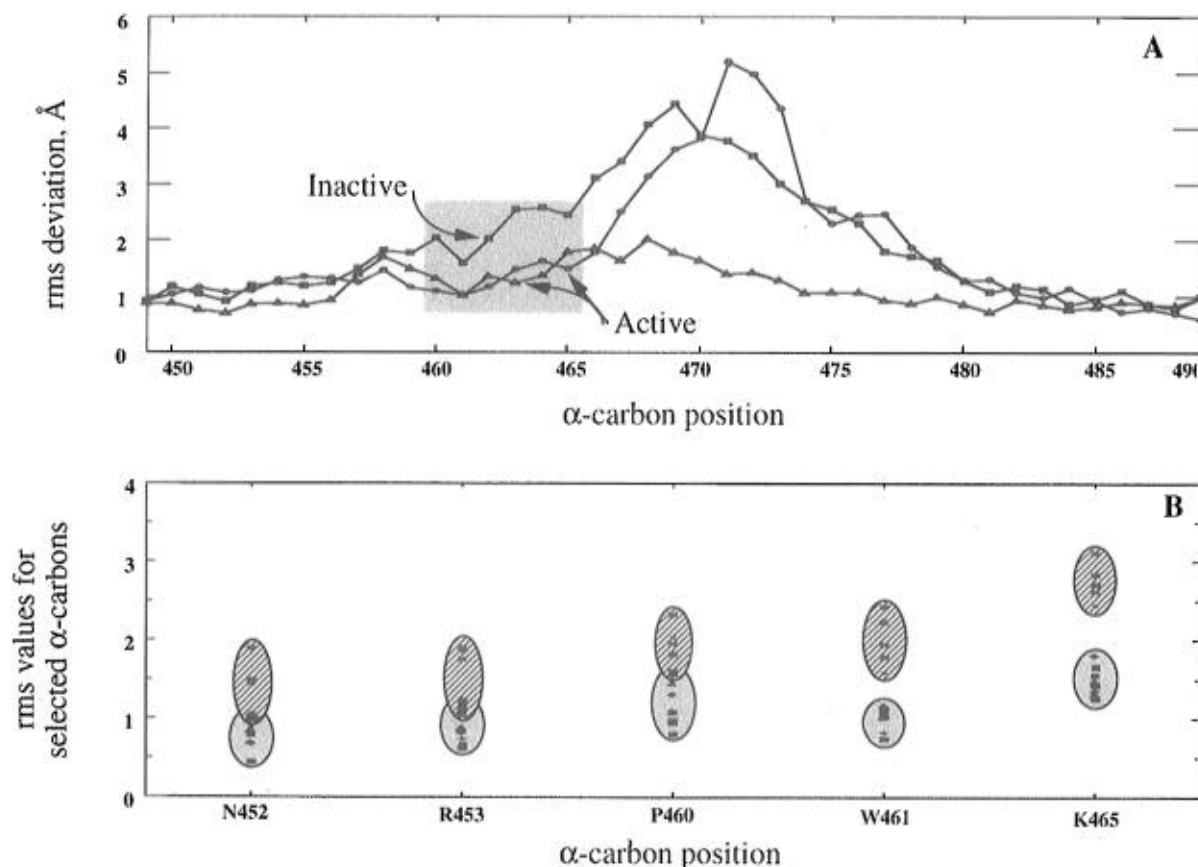 A
rms deviation, Å
6
5
4
3
2
1
0
Inactive
Active
450 455 460 465 470 475 480 485 490
α-carbon position
B
rms values for
selected α-carbons
4
3
2
1
0
N452 R453 P460 W461 K465
α-carbon position